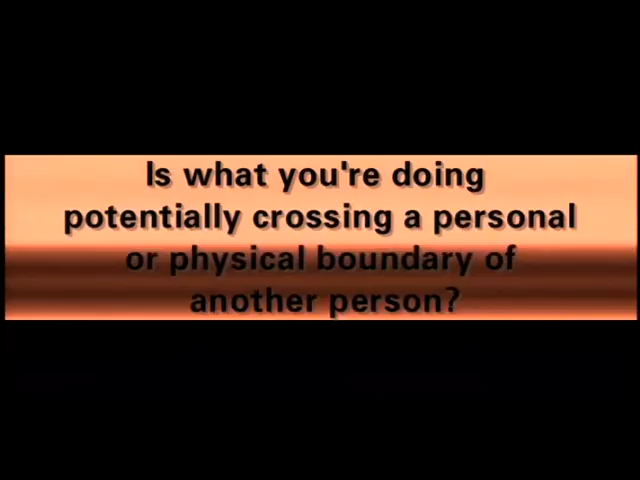 Is what you're doing
potentially crossing a personal
or physical boundary of
another person?